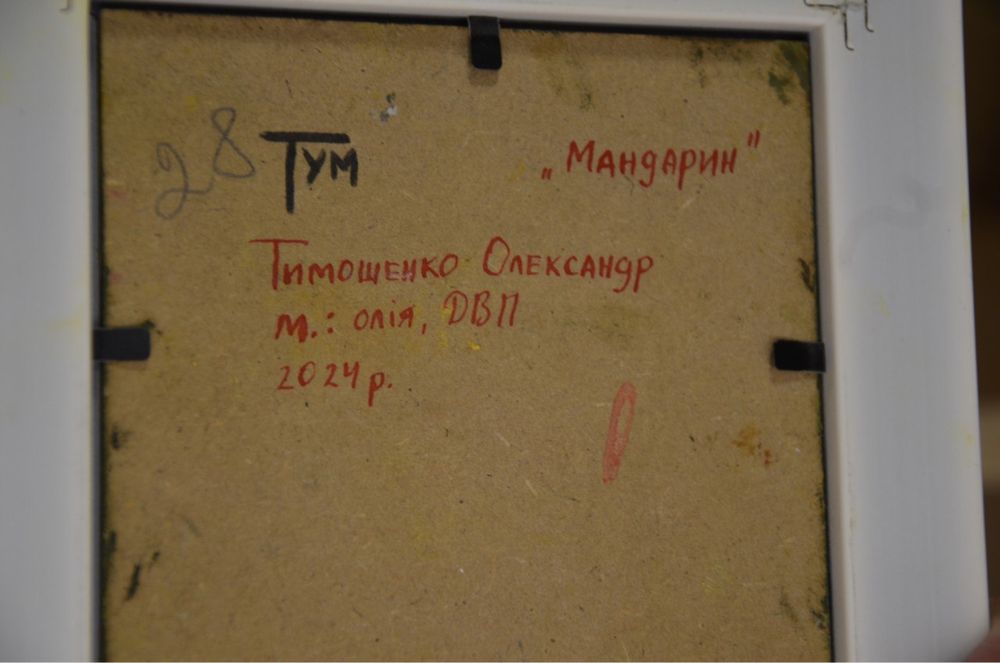 28 Тум „Мандарин"
Тимошенко Олександр
м.: олія, ДВП
2024 р.